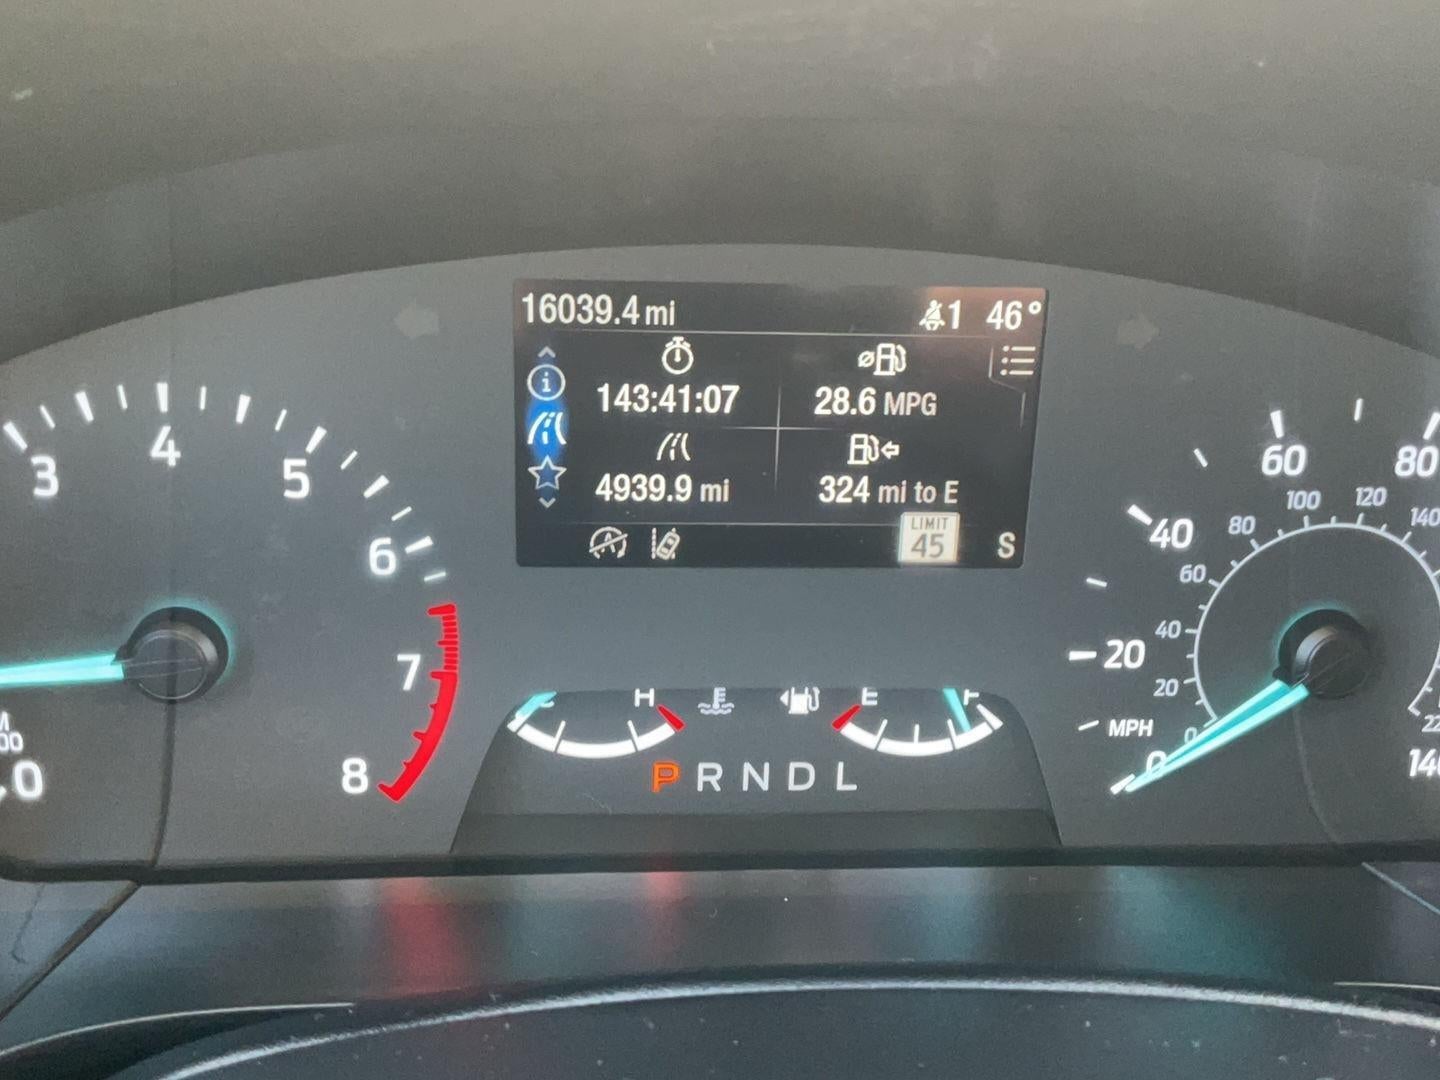 16039.4 mi 1 46°
143:41:07 28.6 MPG
4939.9 mi 324 mi to E
LIMIT
45 S
3 4 5 6 7 8
0
H E F
P R N D L
0 20 40 60 80
MPH
0 20 40 60 80 100 120 140